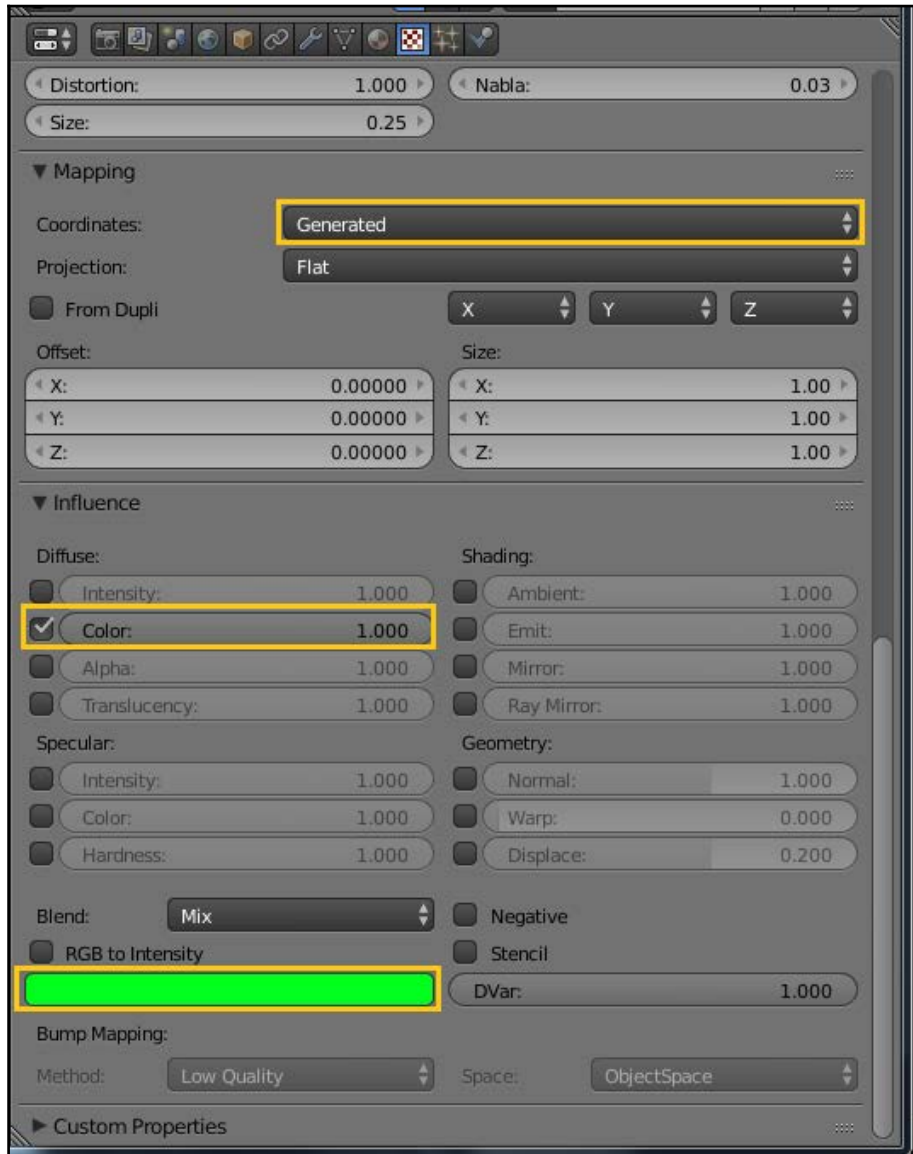 Distortion: 1.000 Nabla: 0.03
Size: 0.25
Mapping
Coordinates: Generated
Projection: Flat
From Dupli X Y Z
Offset: Size:
X: 0.00000 X: 1.00
Y: 0.00000 Y: 1.00
Z: 0.00000 Z: 1.00
Influence
Diffuse: Shading:
Intensity: 1.000 Ambient: 1.000
Color: 1.000 Emit: 1.000
Alpha: 1.000 Mirror: 1.000
Translucency: 1.000 Ray Mirror: 1.000
Specular: Geometry:
Intensity: 1.000 Normal: 1.000
Color: 1.000 Warp: 0.000
Hardness: 1.000 Displace: 0.200
Blend: Mix Negative
RGB to Intensity Stencil
DVar: 1.000
Bump Mapping:
Method: Low Quality Space: ObjectSpace
Custom Properties